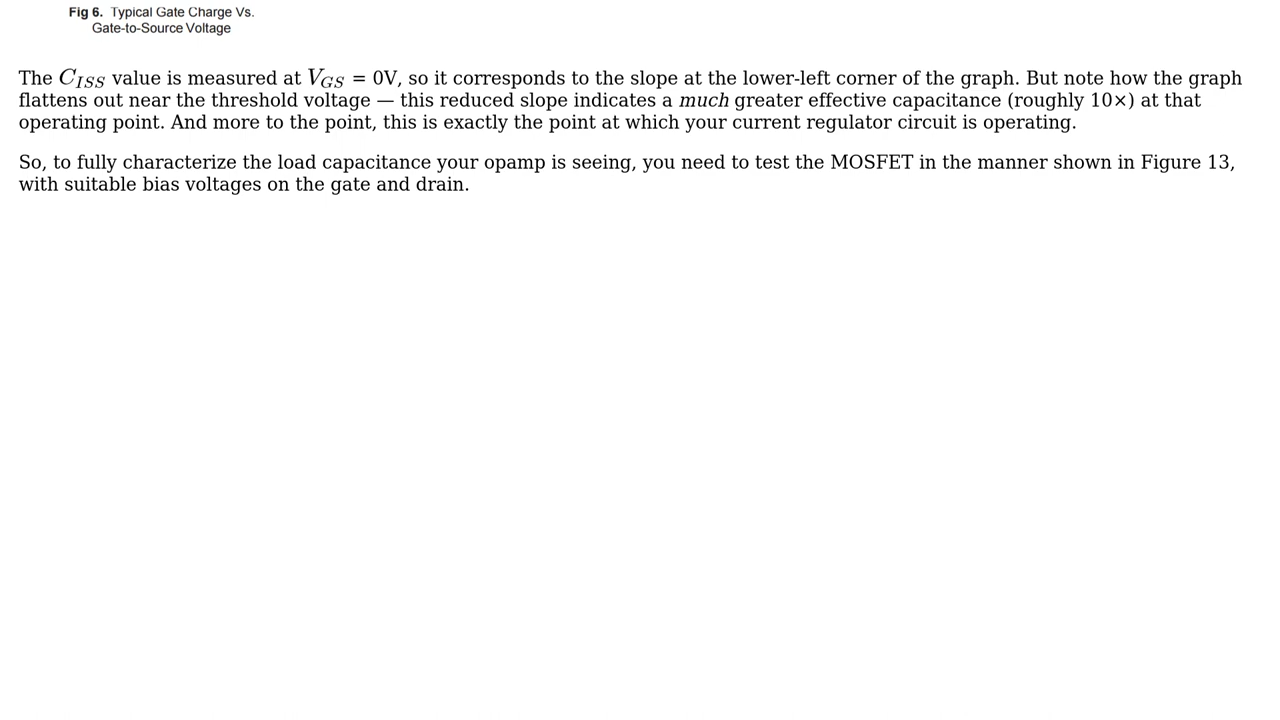 Fig 6. Typical Gate Charge Vs.
Gate-to-Source Voltage
The C_ISS value is measured at V_GS = 0V, so it corresponds to the slope at the lower-left corner of the graph. But note how the graph
flattens out near the threshold voltage — this reduced slope indicates a much greater effective capacitance (roughly 10×) at that
operating point. And more to the point, this is exactly the point at which your current regulator circuit is operating.
So, to fully characterize the load capacitance your opamp is seeing, you need to test the MOSFET in the manner shown in Figure 13,
with suitable bias voltages on the gate and drain.